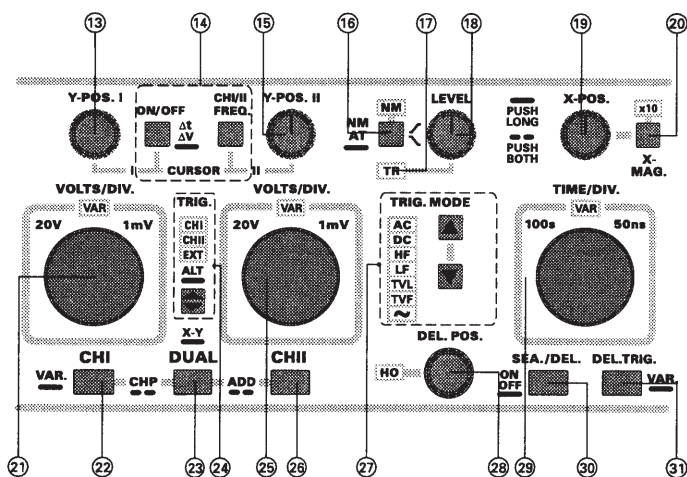 13 14 15 16 17 18 19 20
Y-POS. I
ON/OFF
Δt
ΔV
CHI/II
FREQ.
Y-POS. II
I CURSOR II
NM
AT
NM
LEVEL
TR
PUSH
LONG
PUSH
BOTH
X-POS.
x10
X-
MAG.
VOLTS/DIV.
VAR
20V 1mV
TRIG.
CHI
CHII
EXT
ALT
X-Y
VOLTS/DIV.
VAR
20V 1mV
TRIG. MODE
AC
DC
HF
LF
TVL
TVF
~
TIME/DIV.
VAR
100s 50ns
DEL. POS.
HO
VAR.
CHI
CHP
DUAL
ADD
CHII
ON
OFF
SEA./DEL.
DEL.TRIG.
VAR.
21 22 23 24 25 26 27 28 29 30 31